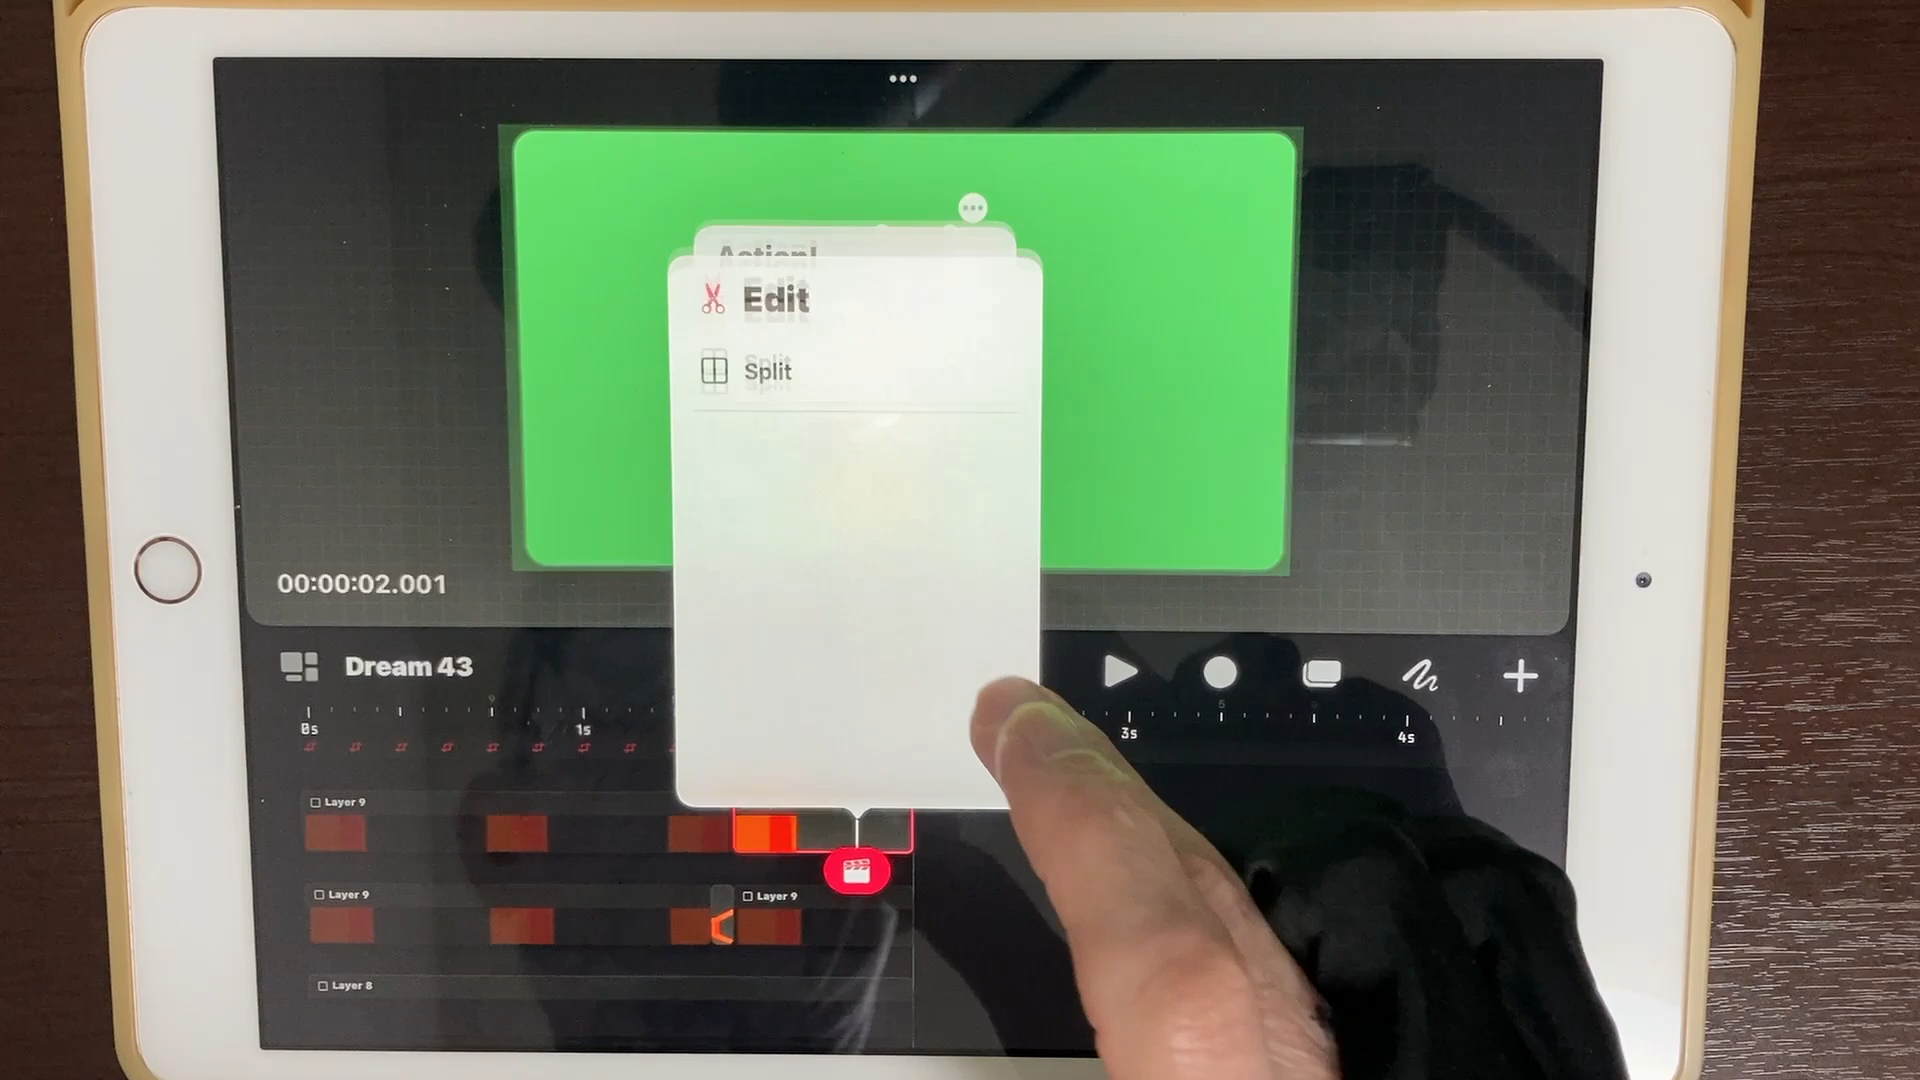 Action!
Edit
Split
00:00:02.001
Dream 43
0s
1s
3s
4s
Layer 9
Layer 9
Layer 9
Layer 8